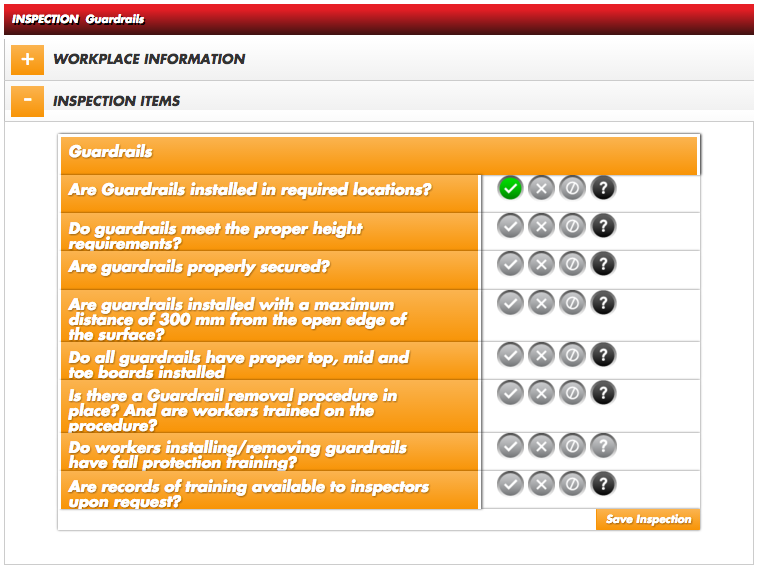 INSPECTION Guardrails
+ WORKPLACE INFORMATION
- INSPECTION ITEMS
Guardrails
Are Guardrails installed in required locations? ?
Do guardrails meet the proper height
requirements? ?
Are guardrails properly secured? ?
Are guardrails installed with a maximum
distance of 300 mm from the open edge of
the surface? ?
Do all guardrails have proper top, mid and
toe boards installed ?
Is there a Guardrail removal procedure in
place? And are workers trained on the
procedure? ?
Do workers installing/removing guardrails
have fall protection training? ?
Are records of training available to inspectors
upon request? ?
Save Inspection